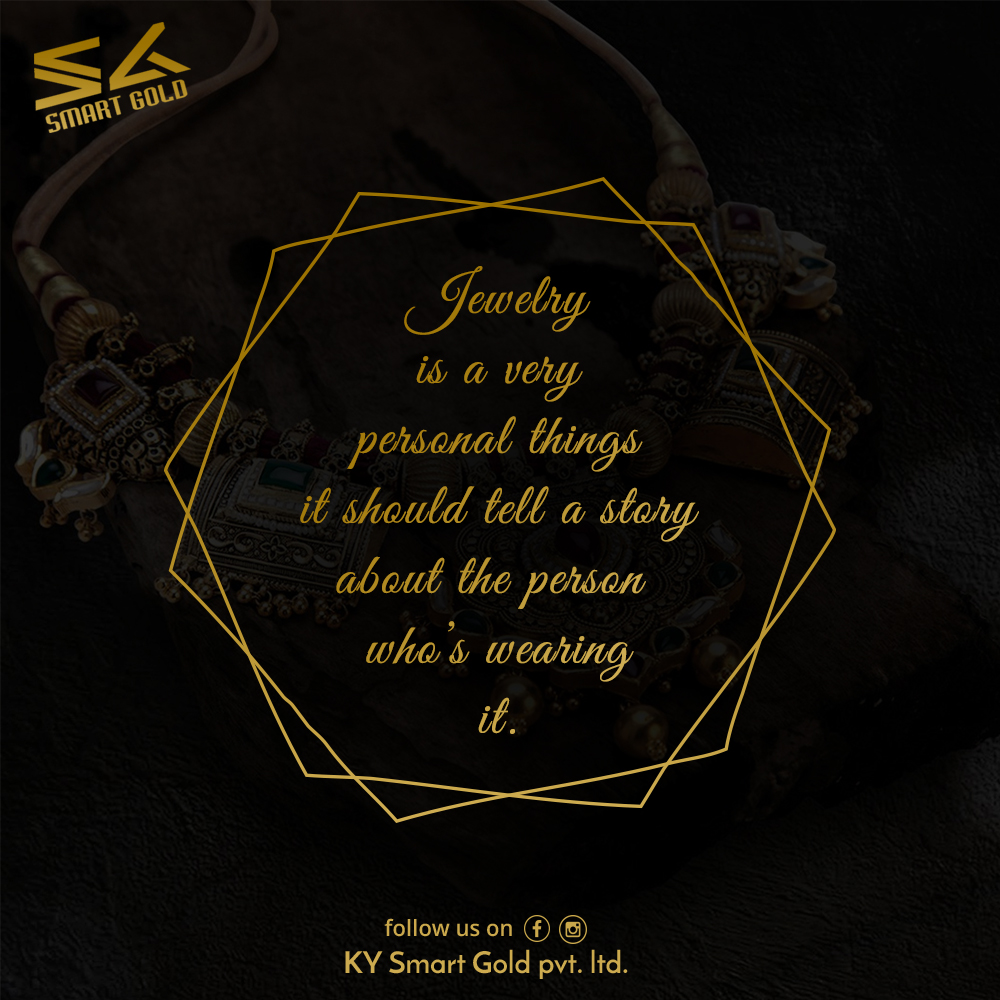 SMART GOLD
Jewelry
is a very
personal things
it should tell a story
about the person
who's wearing
it.
follow us on
KY Smart Gold pvt. ltd.